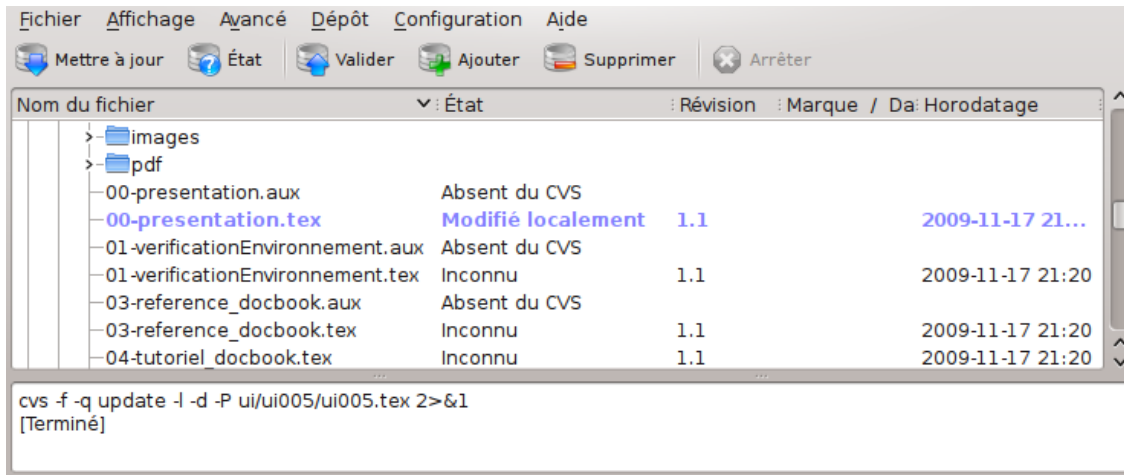 Fichier Affichage Avancé Dépôt Configuration Aide
Mettre à jour État Valider Ajouter Supprimer Arrêter
Nom du fichier État Révision Marque / Da Horodatage
images
pdf
00-presentation.aux Absent du CVS
00-presentation.tex Modifié localement 1.1 2009-11-17 21...
01-verificationEnvironnement.aux Absent du CVS
01-verificationEnvironnement.tex Inconnu 1.1 2009-11-17 21:20
03-reference_docbook.aux Absent du CVS
03-reference_docbook.tex Inconnu 1.1 2009-11-17 21:20
04-tutoriel_docbook.tex Inconnu 1.1 2009-11-17 21:20
cvs -f -q update -l -d -P ui/ui005/ui005.tex 2>&1
[Terminé]